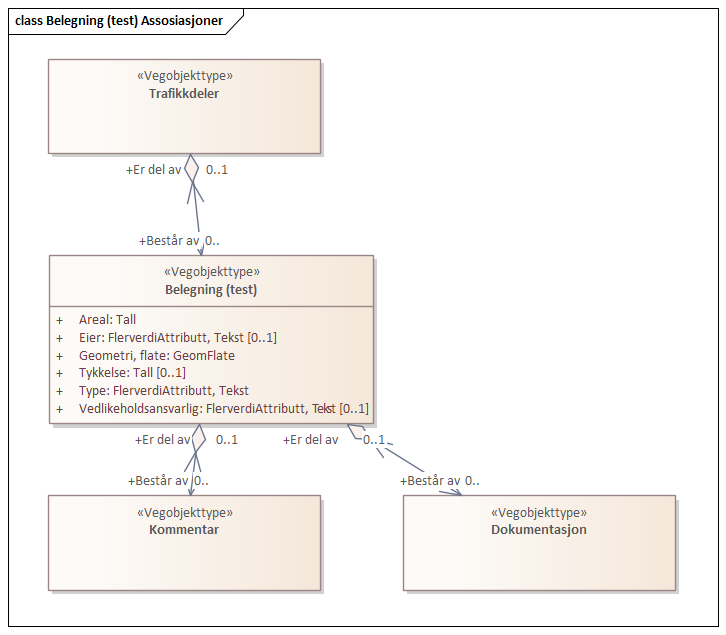 class Belegning (test) Assosiasjoner
«Vegobjekttype»
Trafikkdeler
+Er del av 0..1
+Består av 0..
«Vegobjekttype»
Belegning (test)
+ Areal: Tall
+ Eier: FlerverdiAttributt, Tekst [0..1]
+ Geometri, flate: GeomFlate
+ Tykkelse: Tall [0..1]
+ Type: FlerverdiAttributt, Tekst
+ Vedlikeholdsansvarlig: FlerverdiAttributt, Tekst [0..1]
+Er del av 0..1 +Er del av 0..1
+Består av 0.. +Består av 0..
«Vegobjekttype»
Kommentar
«Vegobjekttype»
Dokumentasjon